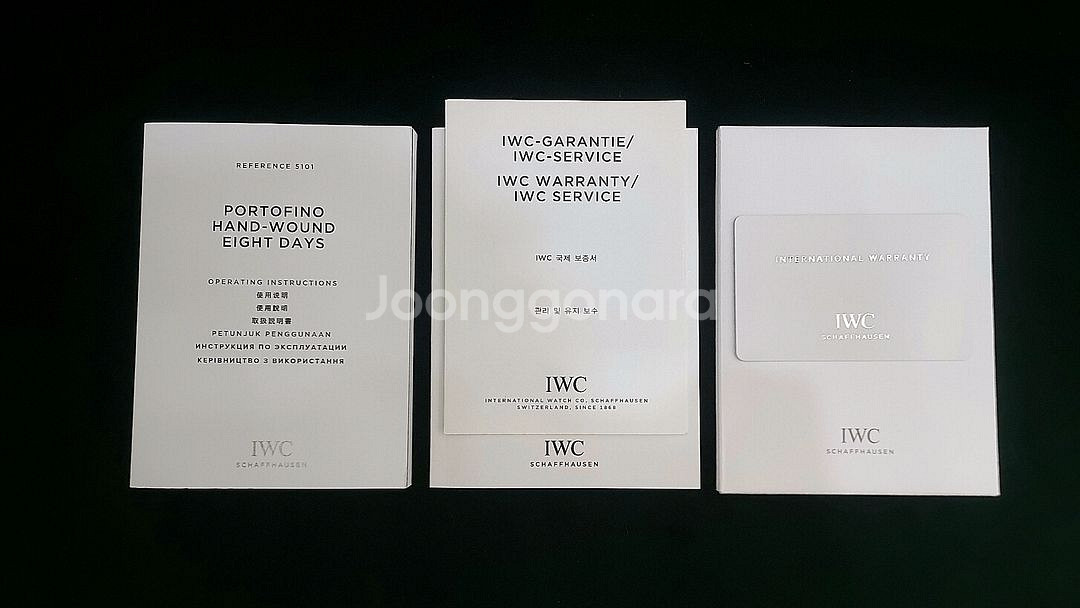 REFERENCE 5101
PORTOFINO
HAND-WOUND
EIGHT DAYS
OPERATING INSTRUCTIONS
使用说明
使用說明
取扱説明書
PETUNJUK PENGGUNAAN
ИНСТРУКЦИЯ ПО ЭКСПЛУАТАЦИИ
КЕРІВНИЦТВО З ВИКОРИСТАННЯ
IWC
SCHAFFHAUSEN
IWC-GARANTIE/
IWC-SERVICE
IWC WARRANTY/
IWC SERVICE
IWC 국제 보증서
관리 및 유지 보수
IWC
INTERNATIONAL WATCH CO. SCHAFFHAUSEN
SWITZERLAND, SINCE 1868
IWC
SCHAFFHAUSEN
INTERNATIONAL WARRANTY
IWC
SCHAFFHAUSEN
IWC
SCHAFFHAUSEN
Joonggonara